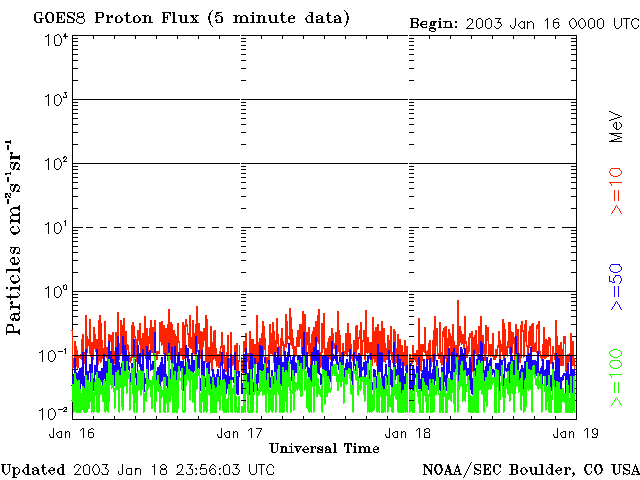 GOES8 Proton Flux (5 minute data)
Begin: 2003 Jan 16 0000 UTC
Particles cm⁻²s⁻¹sr⁻¹
10⁴
10³
10²
10¹
10⁰
10⁻¹
10⁻²
Jan 16
Jan 17
Jan 18
Jan 19
Universal Time
MeV
>=10
>=50
>=100
Updated 2003 Jan 18 23:56:03 UTC
NOAA/SEC Boulder, CO USA